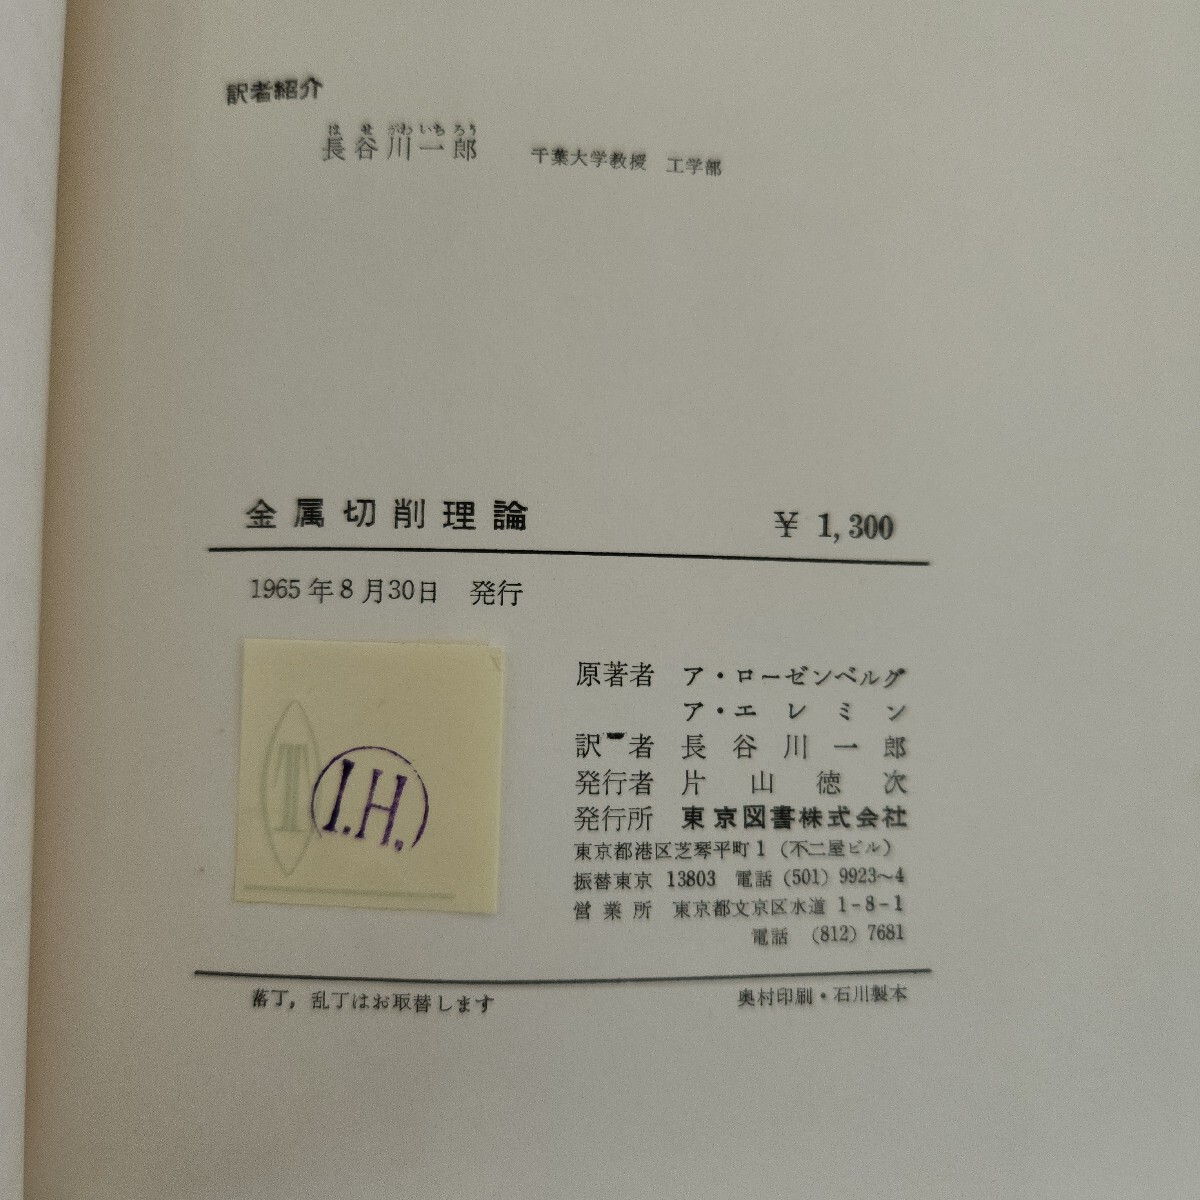 訳者紹介
はせがわいちろう
長谷川一郎 千葉大学教授 工学部
金属切削理論 ¥ 1,300
1965年8月30日 発行
原著者 ア・ローゼンベルグ
ア・エレミン
訳者 長谷川一郎
発行者 片山徳次
発行所 東京図書株式会社
東京都港区芝琴平町1(不二屋ビル)
振替東京 13803 電話(501)9923〜4
営業所 東京都文京区水道 1-8-1
電話 (812)7681
T
I.H.
落丁,乱丁はお取替します 奥村印刷・石川製本